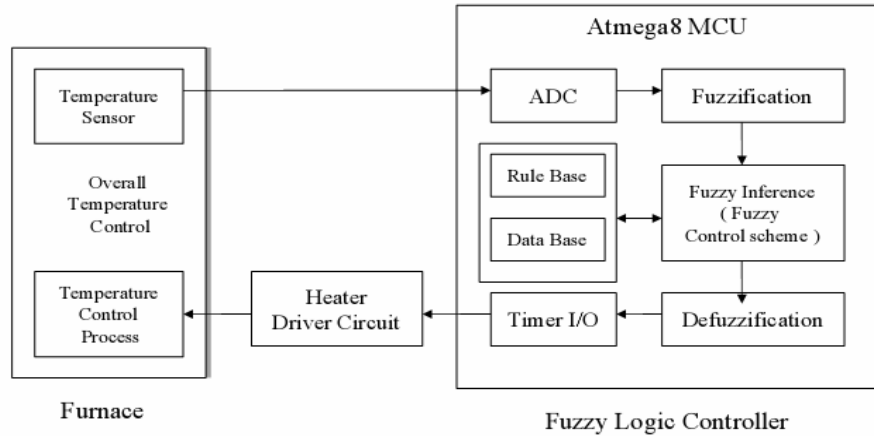 Atmega8 MCU
Temperature
Sensor
ADC
Fuzzification
Overall
Temperature
Control
Rule Base
Data Base
Fuzzy Inference
( Fuzzy
Control scheme )
Temperature
Control
Process
Heater
Driver Circuit
Timer I/O
Defuzzification
Furnace
Fuzzy Logic Controller